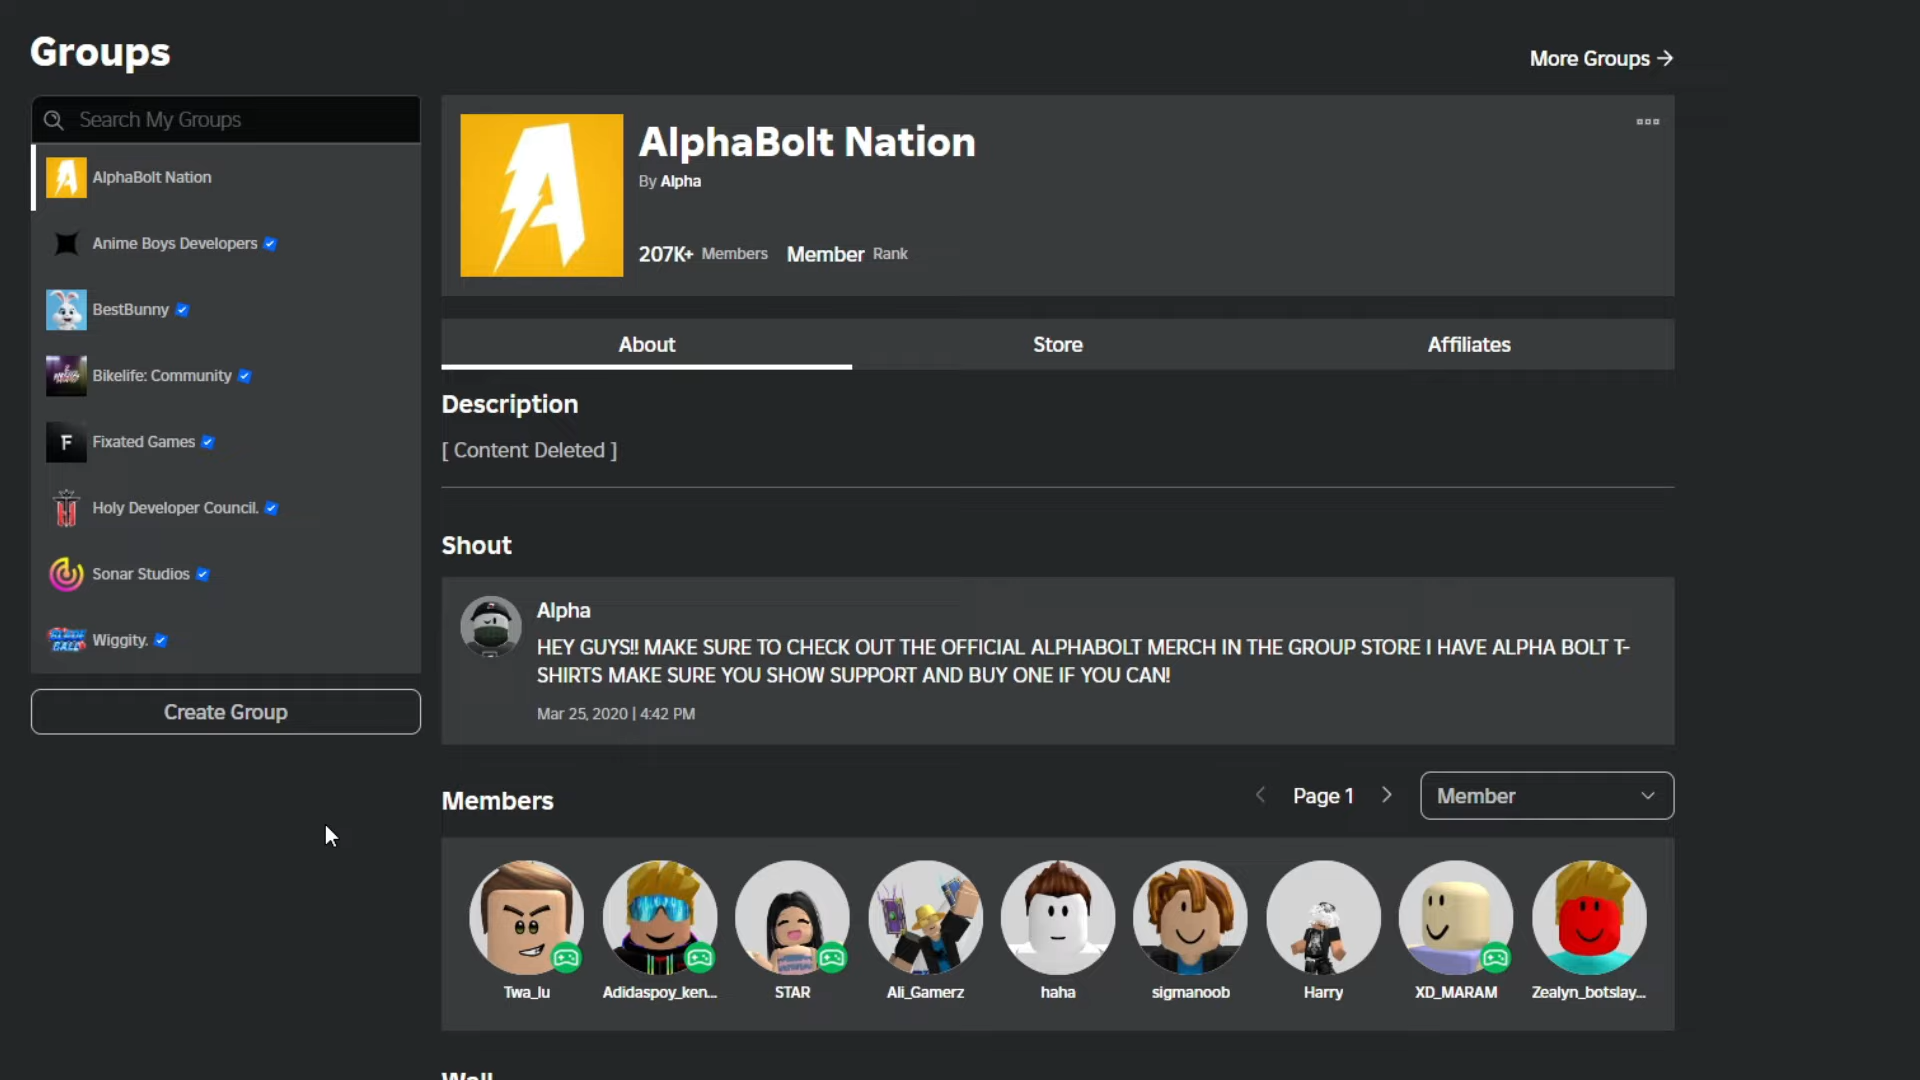 Groups
More Groups →
Search My Groups
AlphaBolt Nation
Anime Boys Developers
BestBunny
Bikelife: Community
Fixated Games
F
Holy Developer Council.
Sonar Studios
Wiggity.
Create Group
A
AlphaBolt Nation
By Alpha
207K+ Members Member Rank
About Store Affiliates
Description
[ Content Deleted ]
Shout
Alpha
HEY GUYS!! MAKE SURE TO CHECK OUT THE OFFICIAL ALPHABOLT MERCH IN THE GROUP STORE I HAVE ALPHA BOLT T-
SHIRTS MAKE SURE YOU SHOW SUPPORT AND BUY ONE IF YOU CAN!
Mar 25, 2020 | 4:42 PM
Members
Page 1
Member
Twa_lu Adidaspoy_ken... STAR Ali_Gamerz haha sigmanoob Harry XD_MARAM Zealyn_botslay...
Wall